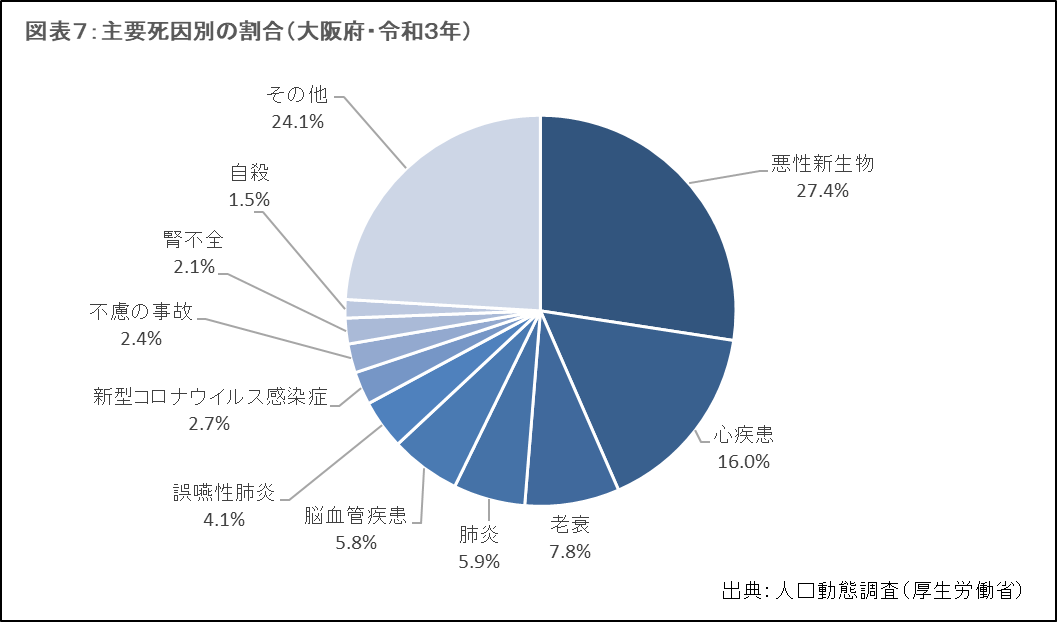 図表7：主要死因別の割合（大阪府・令和3年）
悪性新生物
27.4%
心疾患
16.0%
老衰
7.8%
肺炎
5.9%
脳血管疾患
5.8%
誤嚥性肺炎
4.1%
新型コロナウイルス感染症
2.7%
不慮の事故
2.4%
腎不全
2.1%
自殺
1.5%
その他
24.1%
出典：人口動態調査（厚生労働省）